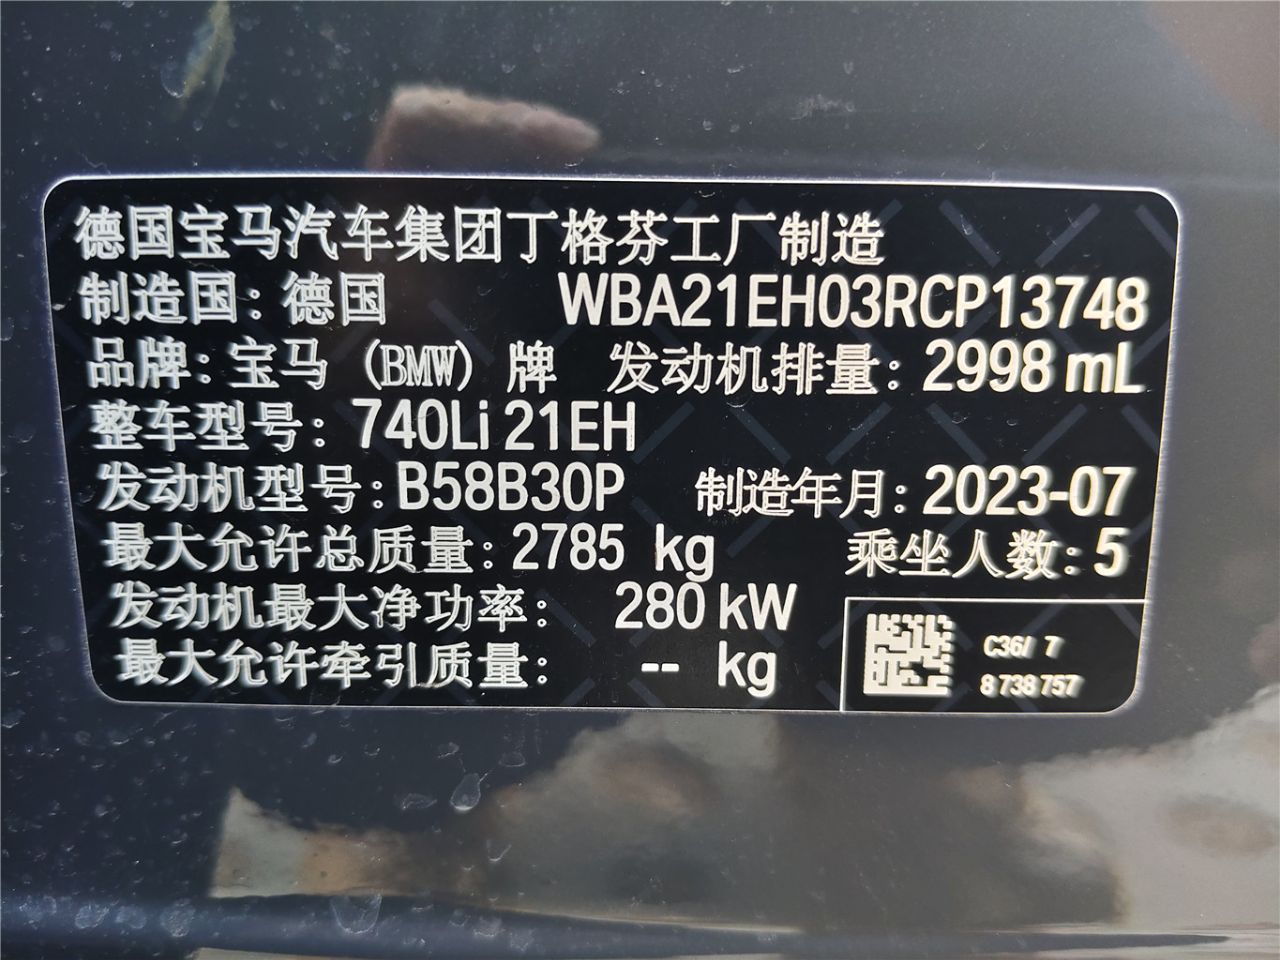 德国宝马汽车集团丁格芬工厂制造
制造国：德国 WBA21EH03RCP13748
品牌：宝马（BMW）牌 发动机排量：2998 mL
整车型号：740Li 21EH
发动机型号：B58B30P 制造年月：2023-07
最大允许总质量：2785 kg 乘坐人数：5
发动机最大净功率： 280 kW
最大允许牵引质量： -- kg
C36/ 7
8 738 757